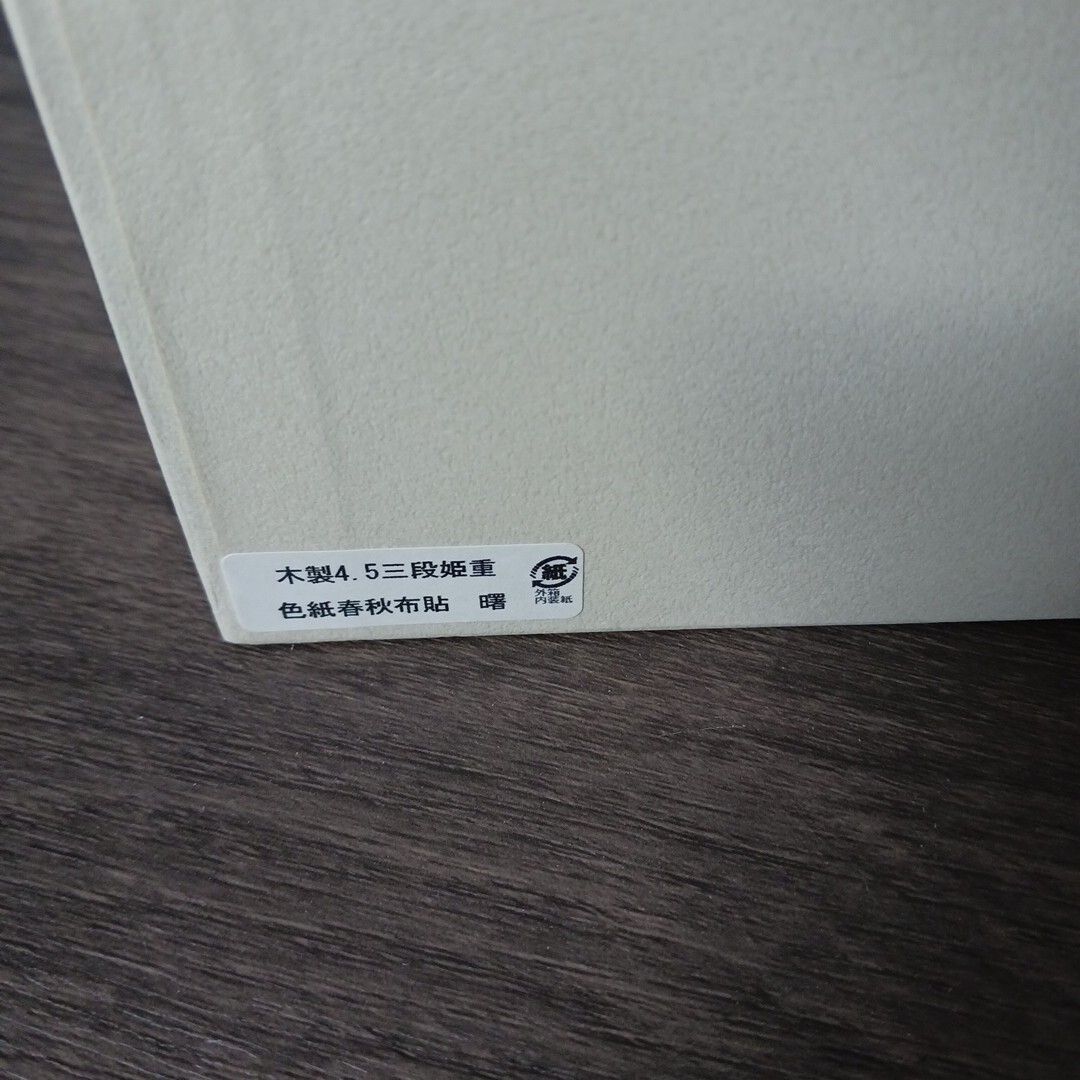 木製4.5三段姫重
色紙春秋布貼　曙
紙
外箱
内装紙